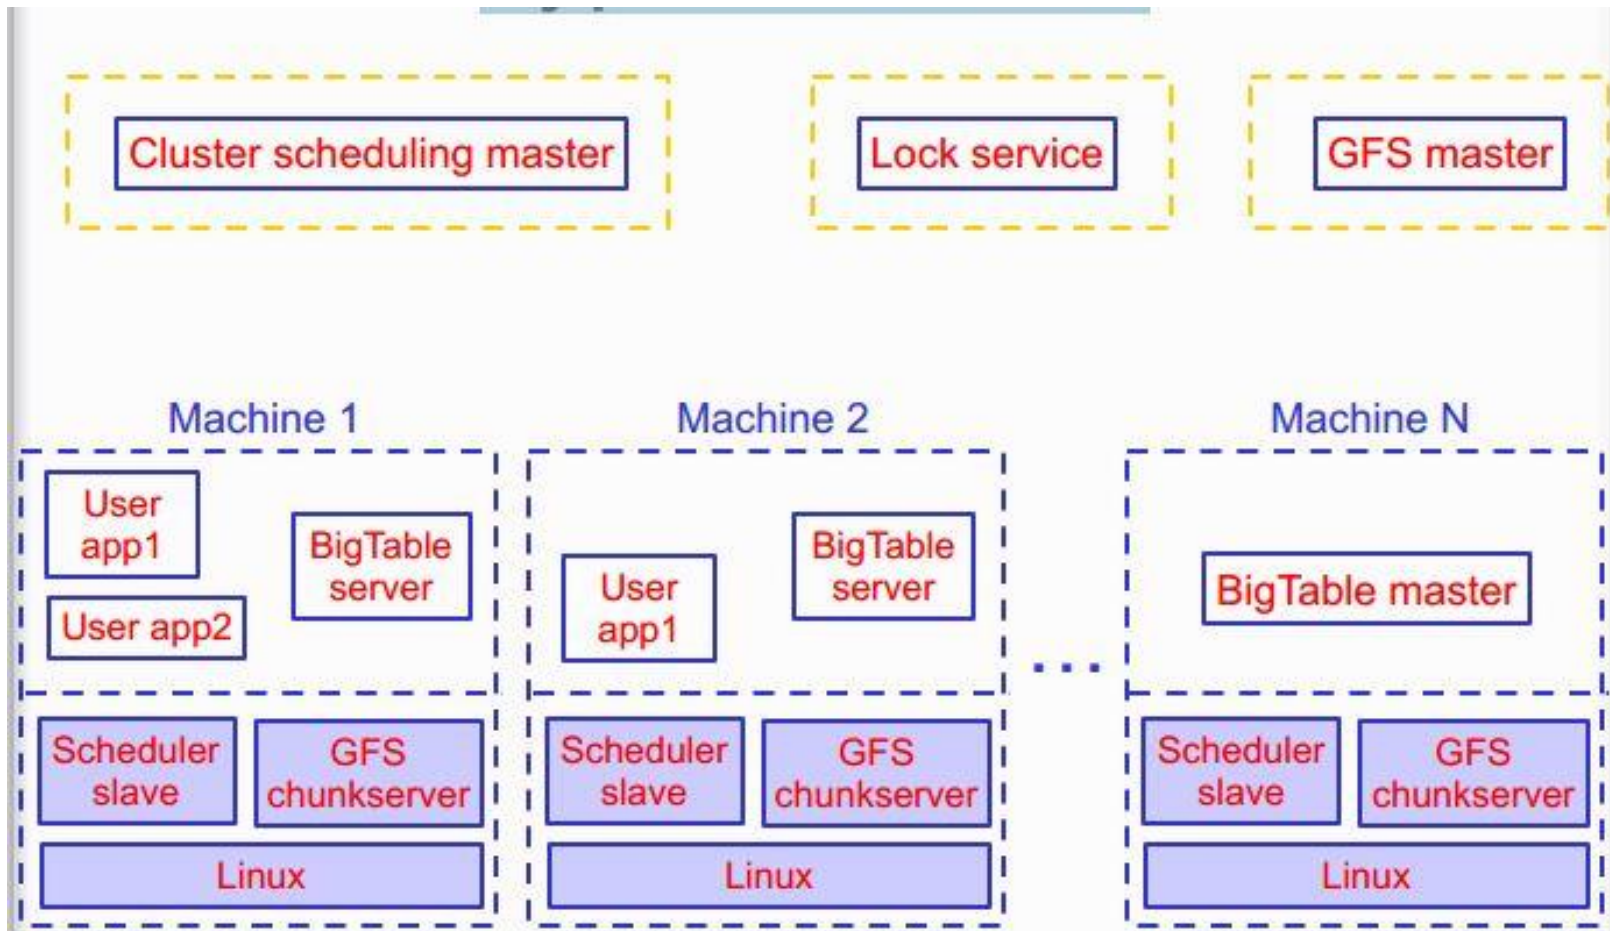 Cluster scheduling master
Lock service
GFS master
Machine 1
Machine 2
Machine N
User
app1
User app2
BigTable
server
User
app1
BigTable
server
...
BigTable master
Scheduler
slave
GFS
chunkserver
Linux
Scheduler
slave
GFS
chunkserver
Linux
Scheduler
slave
GFS
chunkserver
Linux